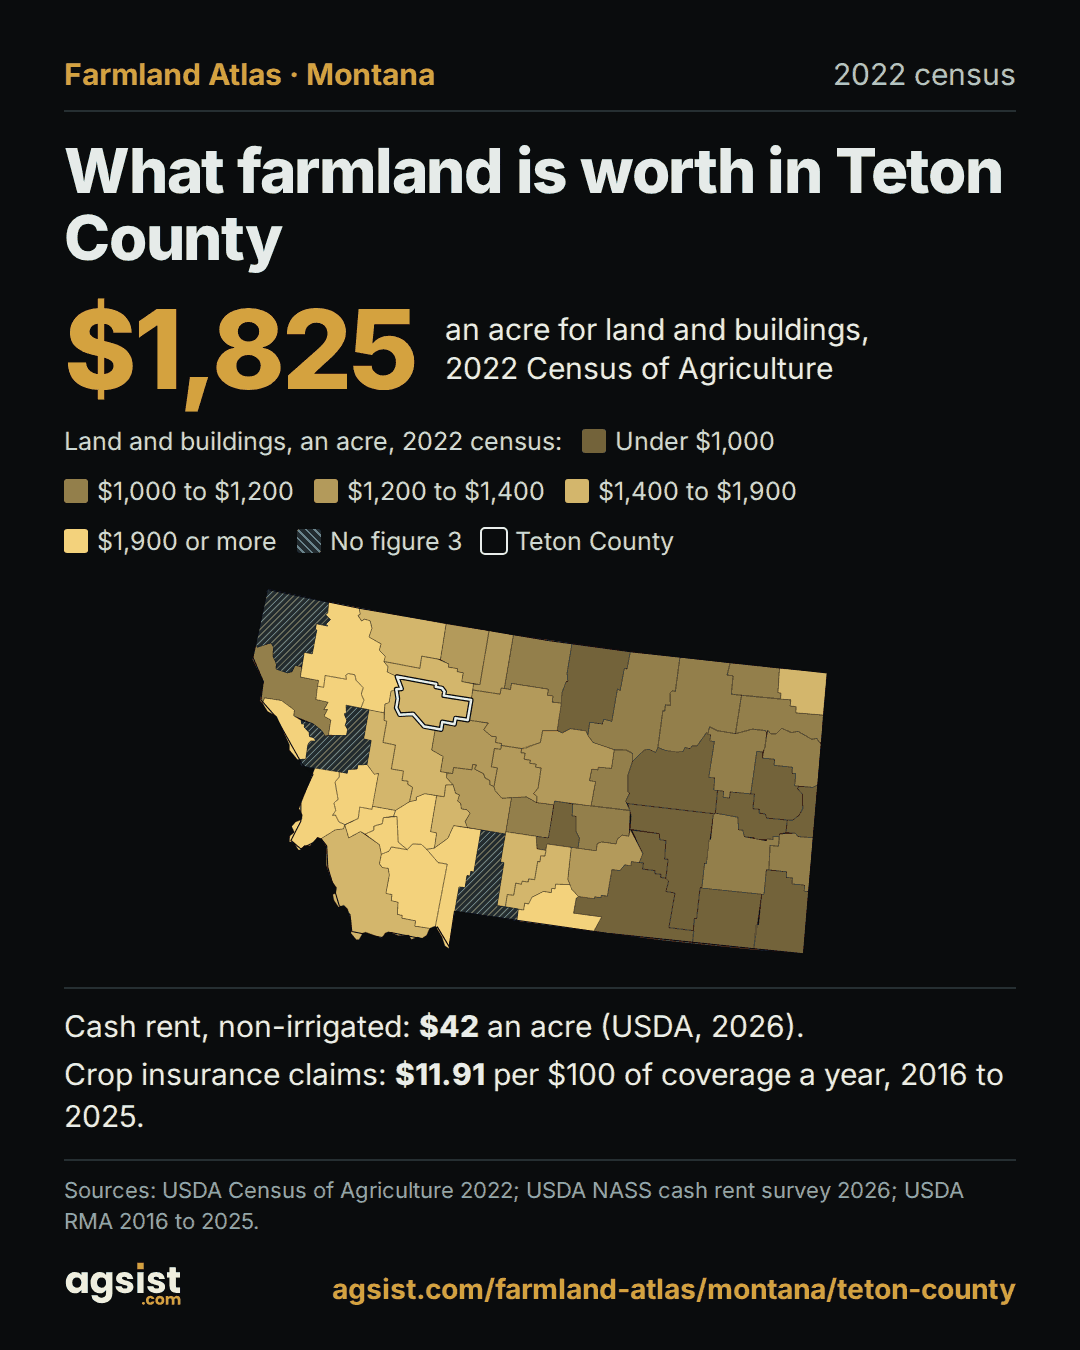 Farmland Atlas · Montana
2022 census
What farmland is worth in Teton
County
$1,825
an acre for land and buildings,
2022 Census of Agriculture
Land and buildings, an acre, 2022 census: Under $1,000
$1,000 to $1,200 $1,200 to $1,400 $1,400 to $1,900
$1,900 or more No figure 3 Teton County
Cash rent, non-irrigated: $42 an acre (USDA, 2026).
Crop insurance claims: $11.91 per $100 of coverage a year, 2016 to
2025.
Sources: USDA Census of Agriculture 2022; USDA NASS cash rent survey 2026; USDA
RMA 2016 to 2025.
agsist
.com
agsist.com/farmland-atlas/montana/teton-county